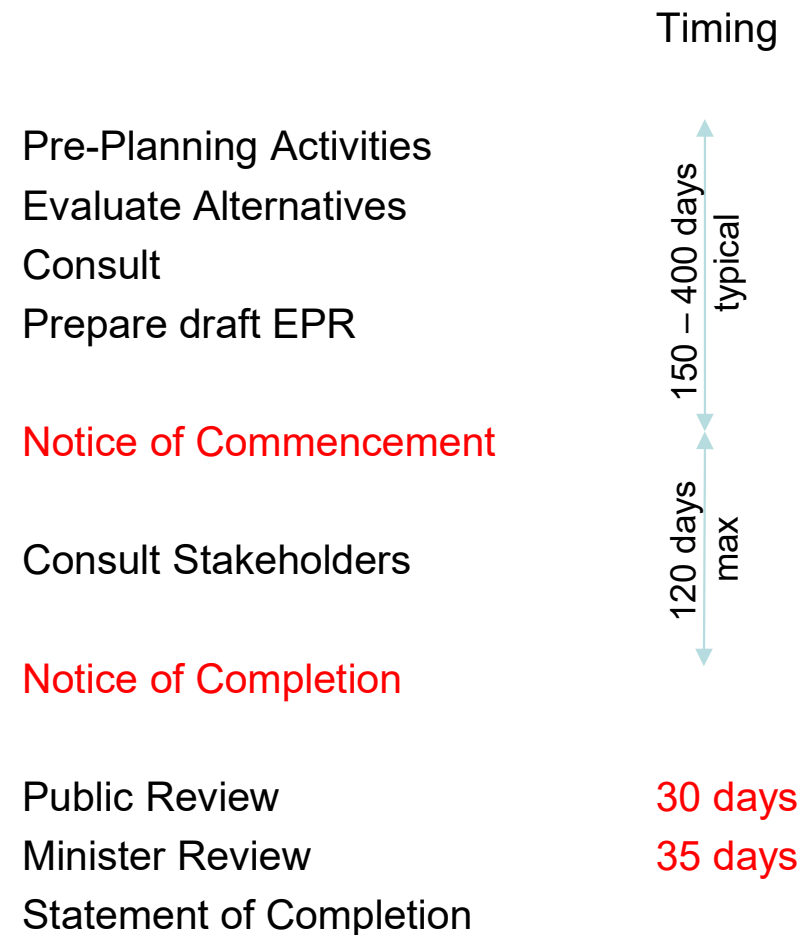 Timing
Pre-Planning Activities
Evaluate Alternatives
Consult
Prepare draft EPR
150 – 400 days
typical
Notice of Commencement
Consult Stakeholders
120 days
max
Notice of Completion
Public Review 30 days
Minister Review 35 days
Statement of Completion